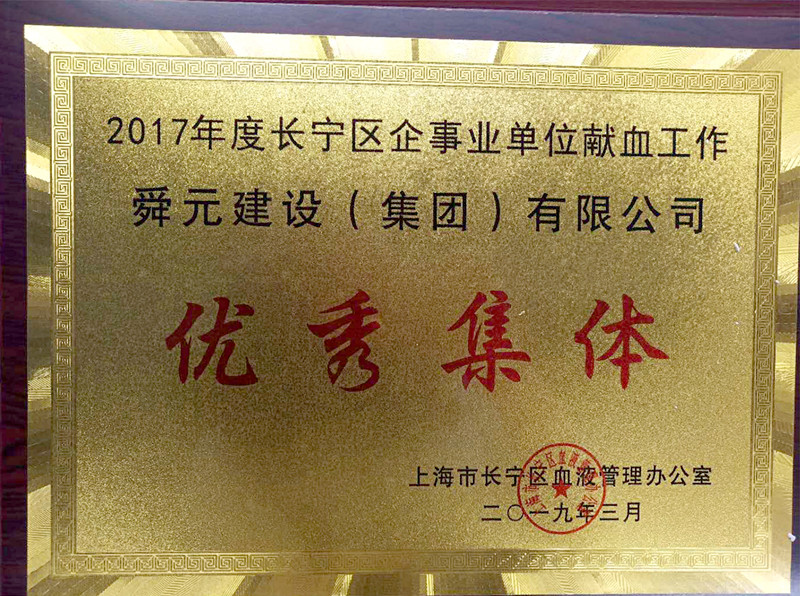 2017年度长宁区企事业单位献血工作
舜元建设（集团）有限公司
优秀集体
上海市长宁区血液管理办公室
二〇一九年三月